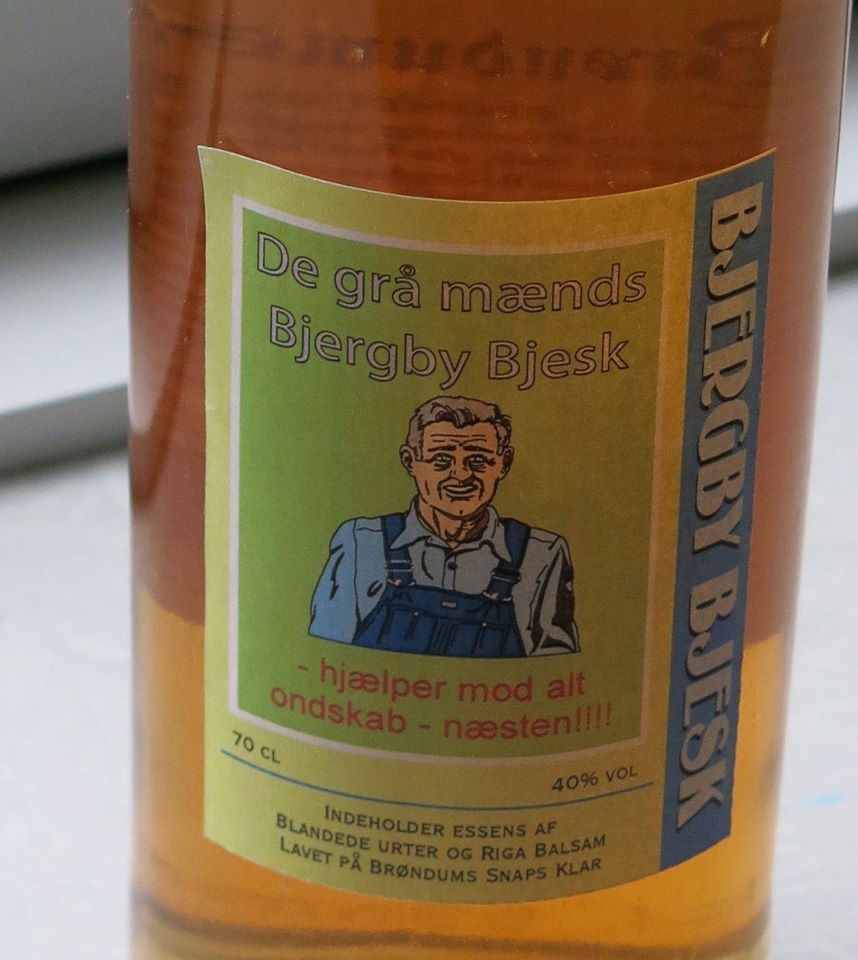 De grå mænds
Bjergby Bjesk
- hjælper mod alt
ondskab - næsten!!!!
70 CL
40% VOL
INDEHOLDER ESSENS AF
BLANDEDE URTER OG RIGA BALSAM
LAVET PÅ BRØNDUMS SNAPS KLAR
BJERGBY BJESK